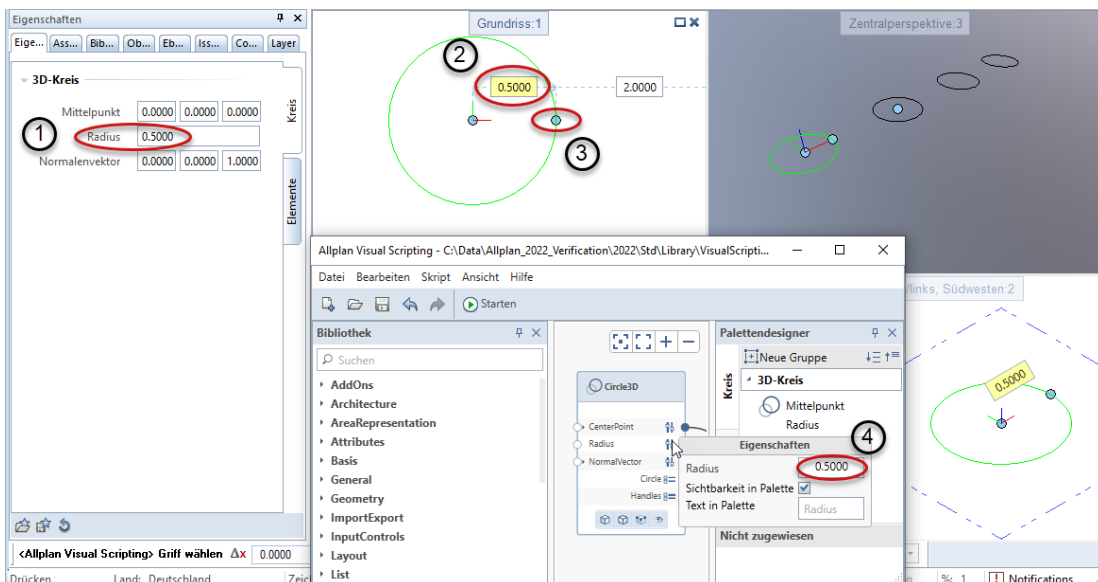 Eigenschaften
Eige... Ass... Bib... Ob... Eb... Iss... Co... Layer
3D-Kreis
Mittelpunkt 0.0000 0.0000 0.0000
1 Radius 0.5000
Normalenvektor 0.0000 0.0000 1.0000
Kreis
Elemente
Grundriss:1
2
0.5000 2.0000
3
Zentralperspektive:3
/links, Südwesten:2
0.5000
Allplan Visual Scripting - C:\Data\Allplan_2022_Verification\2022\Std\Library\VisualScripti...
Datei Bearbeiten Skript Ansicht Hilfe
Starten
Bibliothek
Suchen
AddOns
Architecture
AreaRepresentation
Attributes
Basis
General
Geometry
ImportExport
InputControls
Layout
List
Circle3D
CenterPoint
Radius
NormalVector
Circle
Handles
Palettendesigner
Neue Gruppe
Kreis
3D-Kreis
Mittelpunkt
Radius
4
Eigenschaften
Radius 0.5000
Sichtbarkeit in Palette
Text in Palette Radius
Nicht zugewiesen
<Allplan Visual Scripting> Griff wählen Δx 0.0000
Drücken Land: Deutschland Zeic
%: 1 Notifications